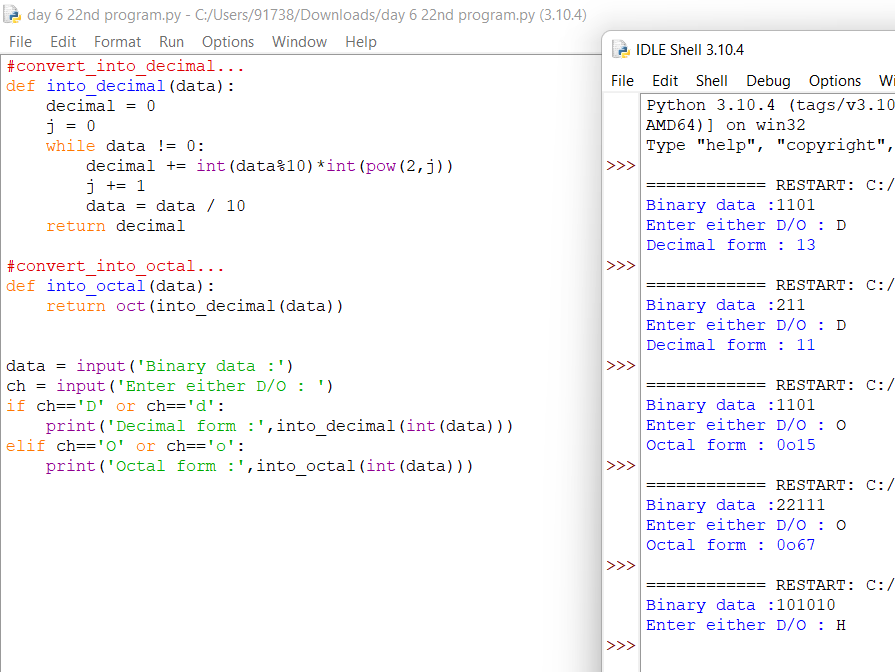 day 6 22nd program.py - C:/Users/91738/Downloads/day 6 22nd program.py (3.10.4)
File Edit Format Run Options Window Help
#convert_into_decimal...
def into_decimal(data):
    decimal = 0
    j = 0
    while data != 0:
        decimal += int(data%10)*int(pow(2,j))
        j += 1
        data = data / 10
    return decimal

#convert_into_octal...
def into_octal(data):
    return oct(into_decimal(data))


data = input('Binary data :')
ch = input('Enter either D/O : ')
if ch=='D' or ch=='d':
    print('Decimal form :',into_decimal(int(data)))
elif ch=='O' or ch=='o':
    print('Octal form :',into_octal(int(data)))
IDLE Shell 3.10.4
File Edit Shell Debug Options Wi
Python 3.10.4 (tags/v3.10
AMD64)] on win32
Type "help", "copyright",
>>>
============ RESTART: C:/
Binary data :1101
Enter either D/O : D
Decimal form : 13
>>>
============ RESTART: C:/
Binary data :211
Enter either D/O : D
Decimal form : 11
>>>
============ RESTART: C:/
Binary data :1101
Enter either D/O : O
Octal form : 0o15
>>>
============ RESTART: C:/
Binary data :22111
Enter either D/O : O
Octal form : 0o67
>>>
============ RESTART: C:/
Binary data :101010
Enter either D/O : H
>>>